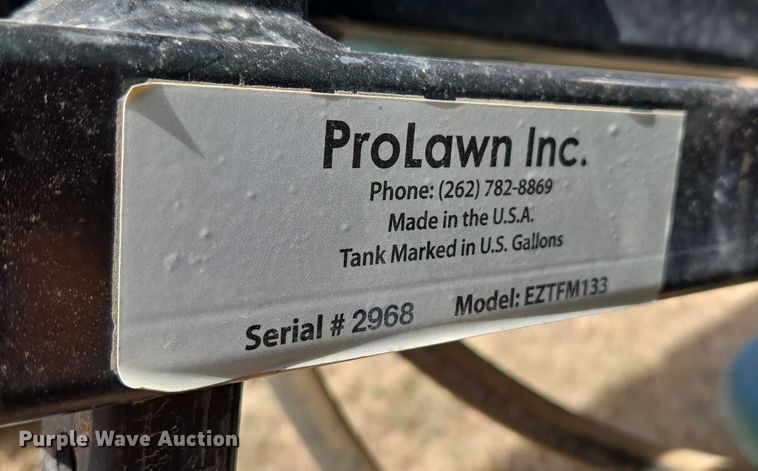 ProLawn Inc.
Phone: (262) 782-8869
Made in the U.S.A.
Tank Marked in U.S. Gallons
Serial # 2968 Model: EZTFM133
Purple Wave Auction